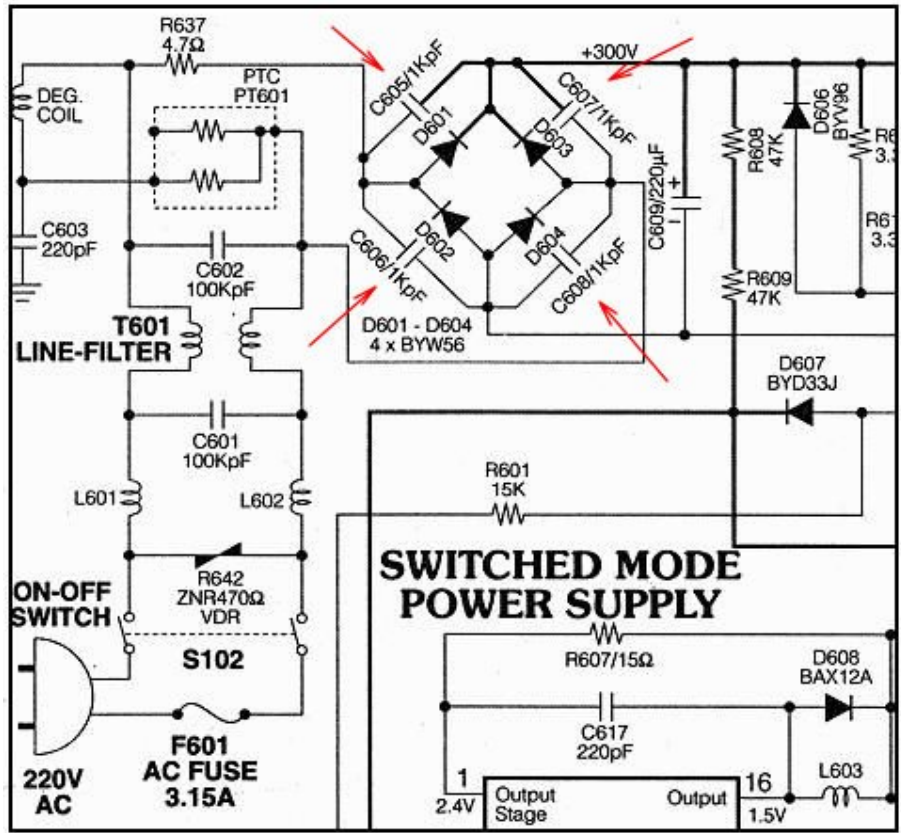 R637
4.7Ω
DEG.
COIL
PTC
PT601
C603
220pF
C602
100KpF
T601
LINE-FILTER
C601
100KpF
L601
L602
R642
ZNR470Ω
VDR
ON-OFF
SWITCH
S102
F601
AC FUSE
3.15A
220V
AC
C605/1KpF
D601
C607/1KpF
D603
D602
C606/1KpF
D604
C608/1KpF
D601 - D604
4 x BYW56
+300V
C609/220µF
+
−
R608
47K
R609
47K
D606
BYV96
D607
BYD33J
R601
15K
SWITCHED MODE
POWER SUPPLY
R607/15Ω
C617
220pF
D608
BAX12A
L603
1
2.4V
Output
Stage
Output
16
1.5V